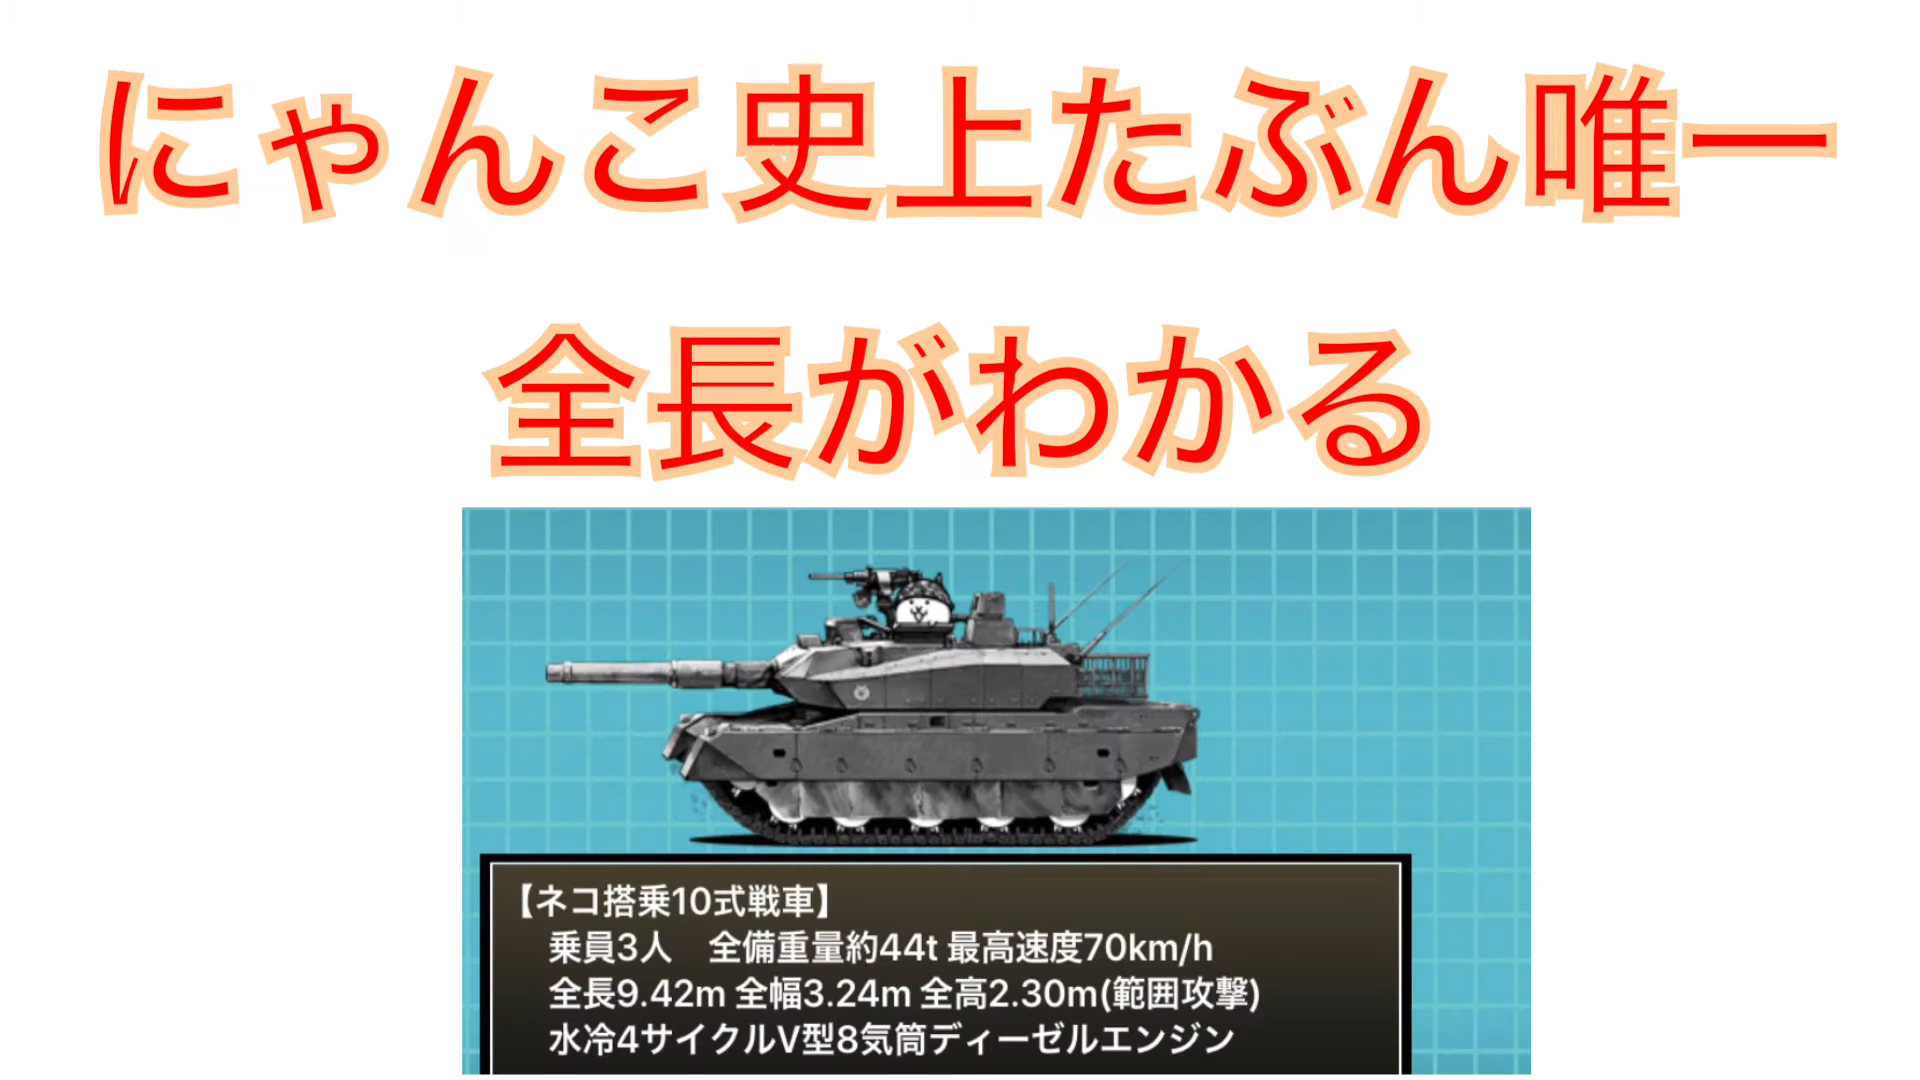 にゃんこ史上たぶん唯一
全長がわかる
【ネコ搭乗10式戦車】
乗員3人　全備重量約44t 最高速度70km/h
全長9.42m 全幅3.24m 全高2.30m(範囲攻撃)
水冷4サイクルV型8気筒ディーゼルエンジン